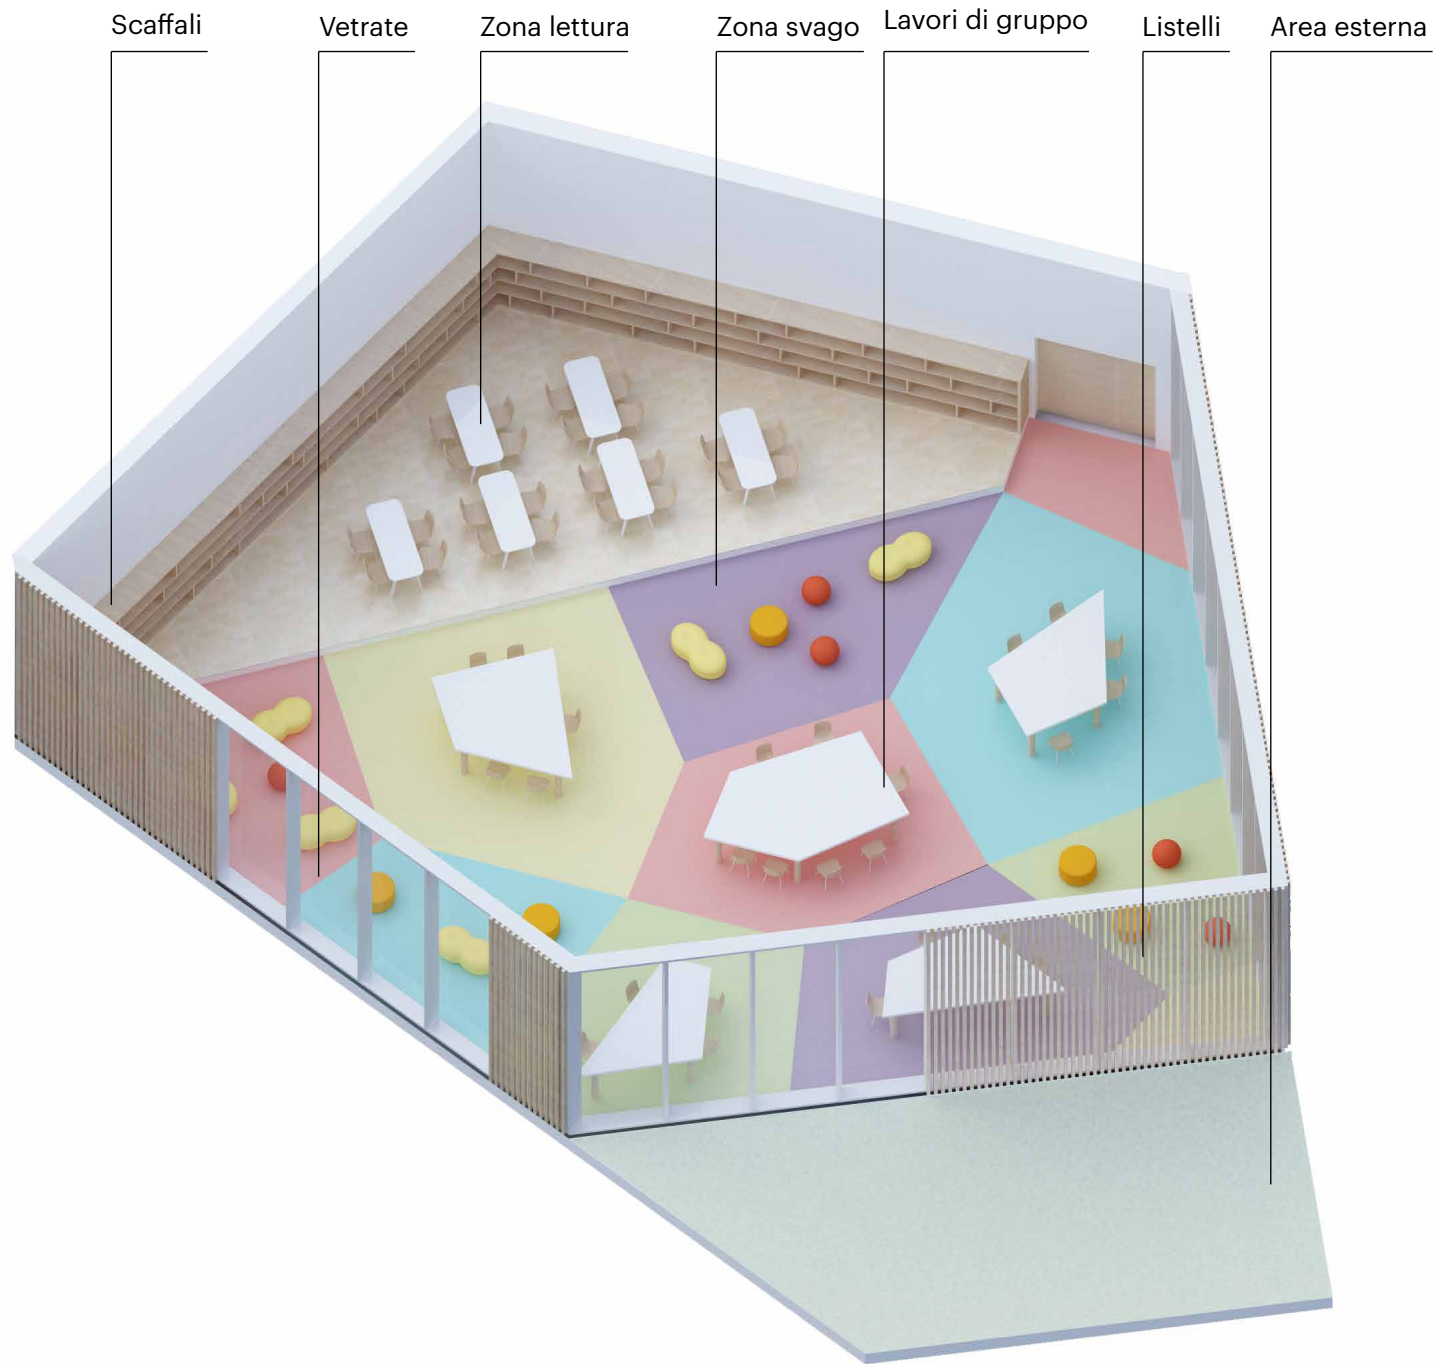 Scaffali
Vetrate
Zona lettura
Zona svago
Lavori di gruppo
Listelli
Area esterna